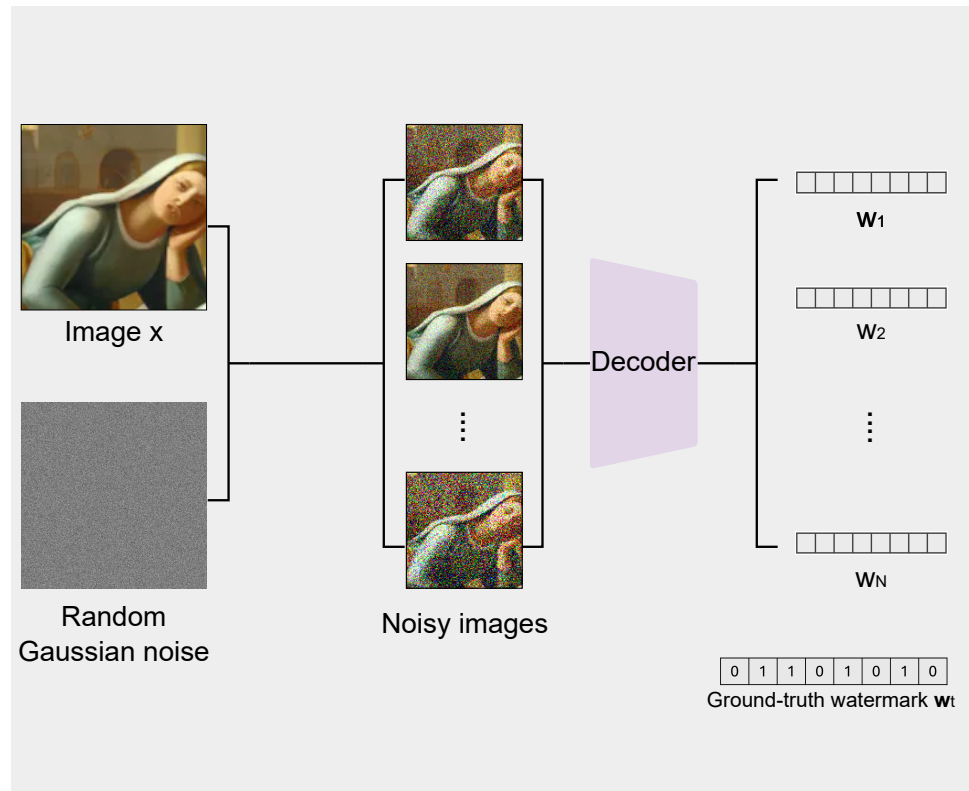 Image x
Random
Gaussian noise
Noisy images
Decoder
w1
w2
wN
0 1 1 0 1 0 1 0
Ground-truth watermark wt